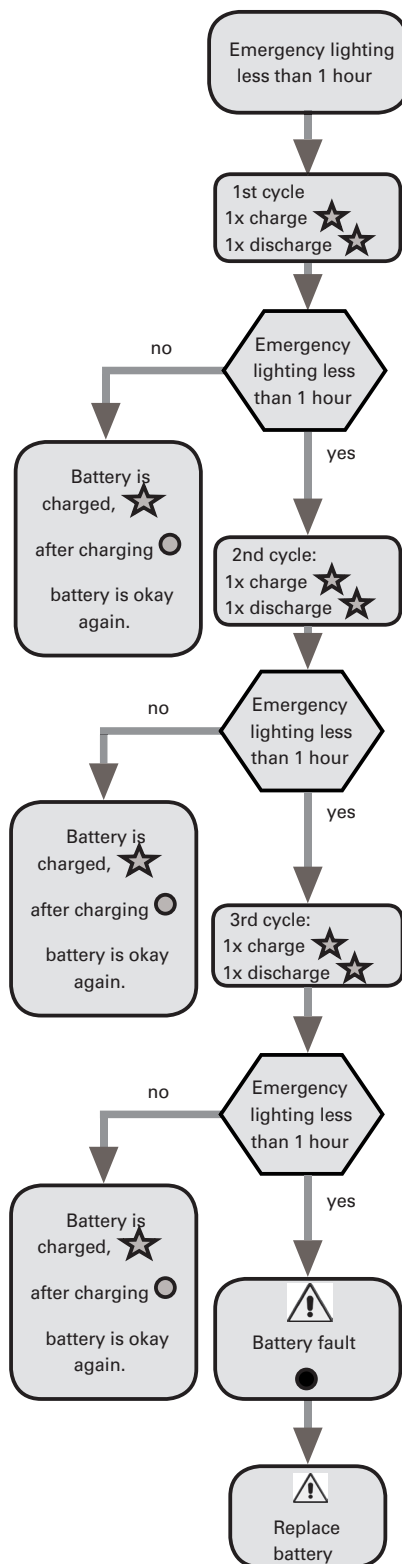 Emergency lighting
less than 1 hour
1st cycle
1x charge
1x discharge
Emergency
lighting less
than 1 hour
no
yes
Battery is
charged,
after charging
battery is okay
again.
2nd cycle:
1x charge
1x discharge
Emergency
lighting less
than 1 hour
no
yes
Battery is
charged,
after charging
battery is okay
again.
3rd cycle:
1x charge
1x discharge
Emergency
lighting less
than 1 hour
no
yes
Battery is
charged,
after charging
battery is okay
again.
Battery fault
Replace
battery